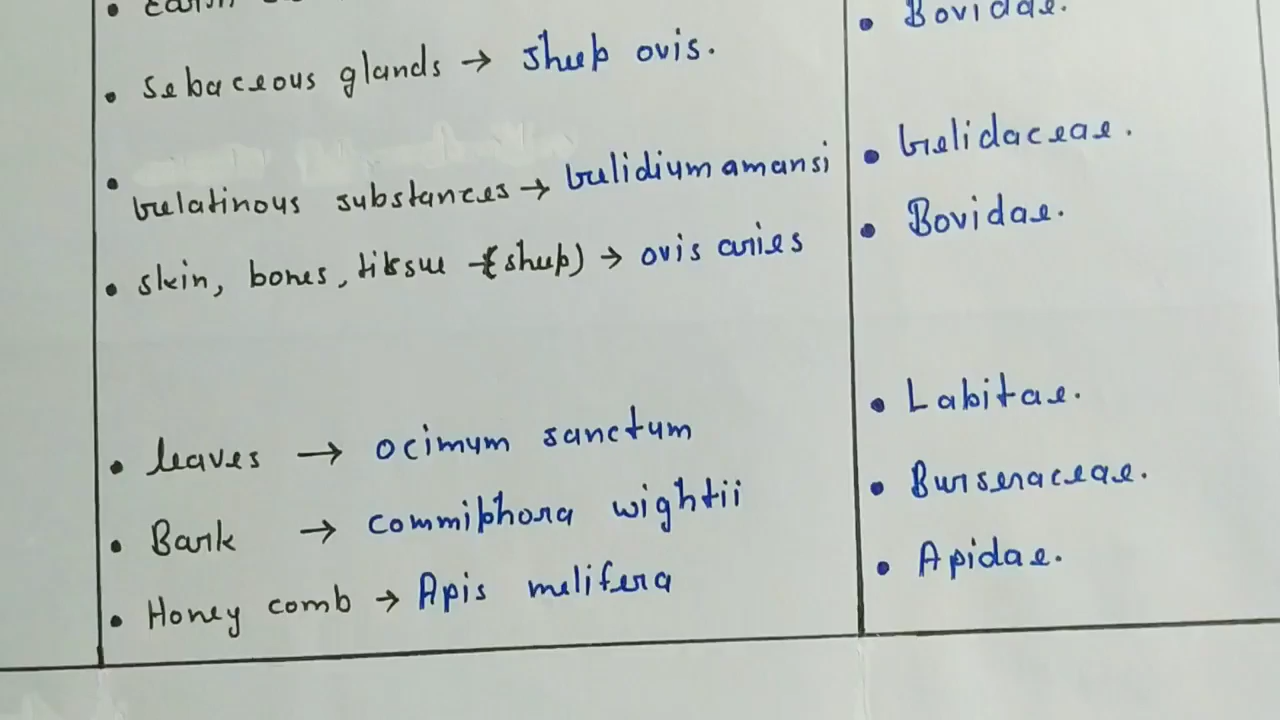 • Sebaceous glands → Sheep ovis. • Bovidae.
• Gelatinous substances → Gelidium amansi • Gelidaceae.
• skin, bones, tissue -(sheep) → ovis aries • Bovidae.
• leaves → ocimum sanctum • Labitae.
• Bark → commiphora wightii • Burseraceae.
• Honey comb → Apis melifera • Apidae.